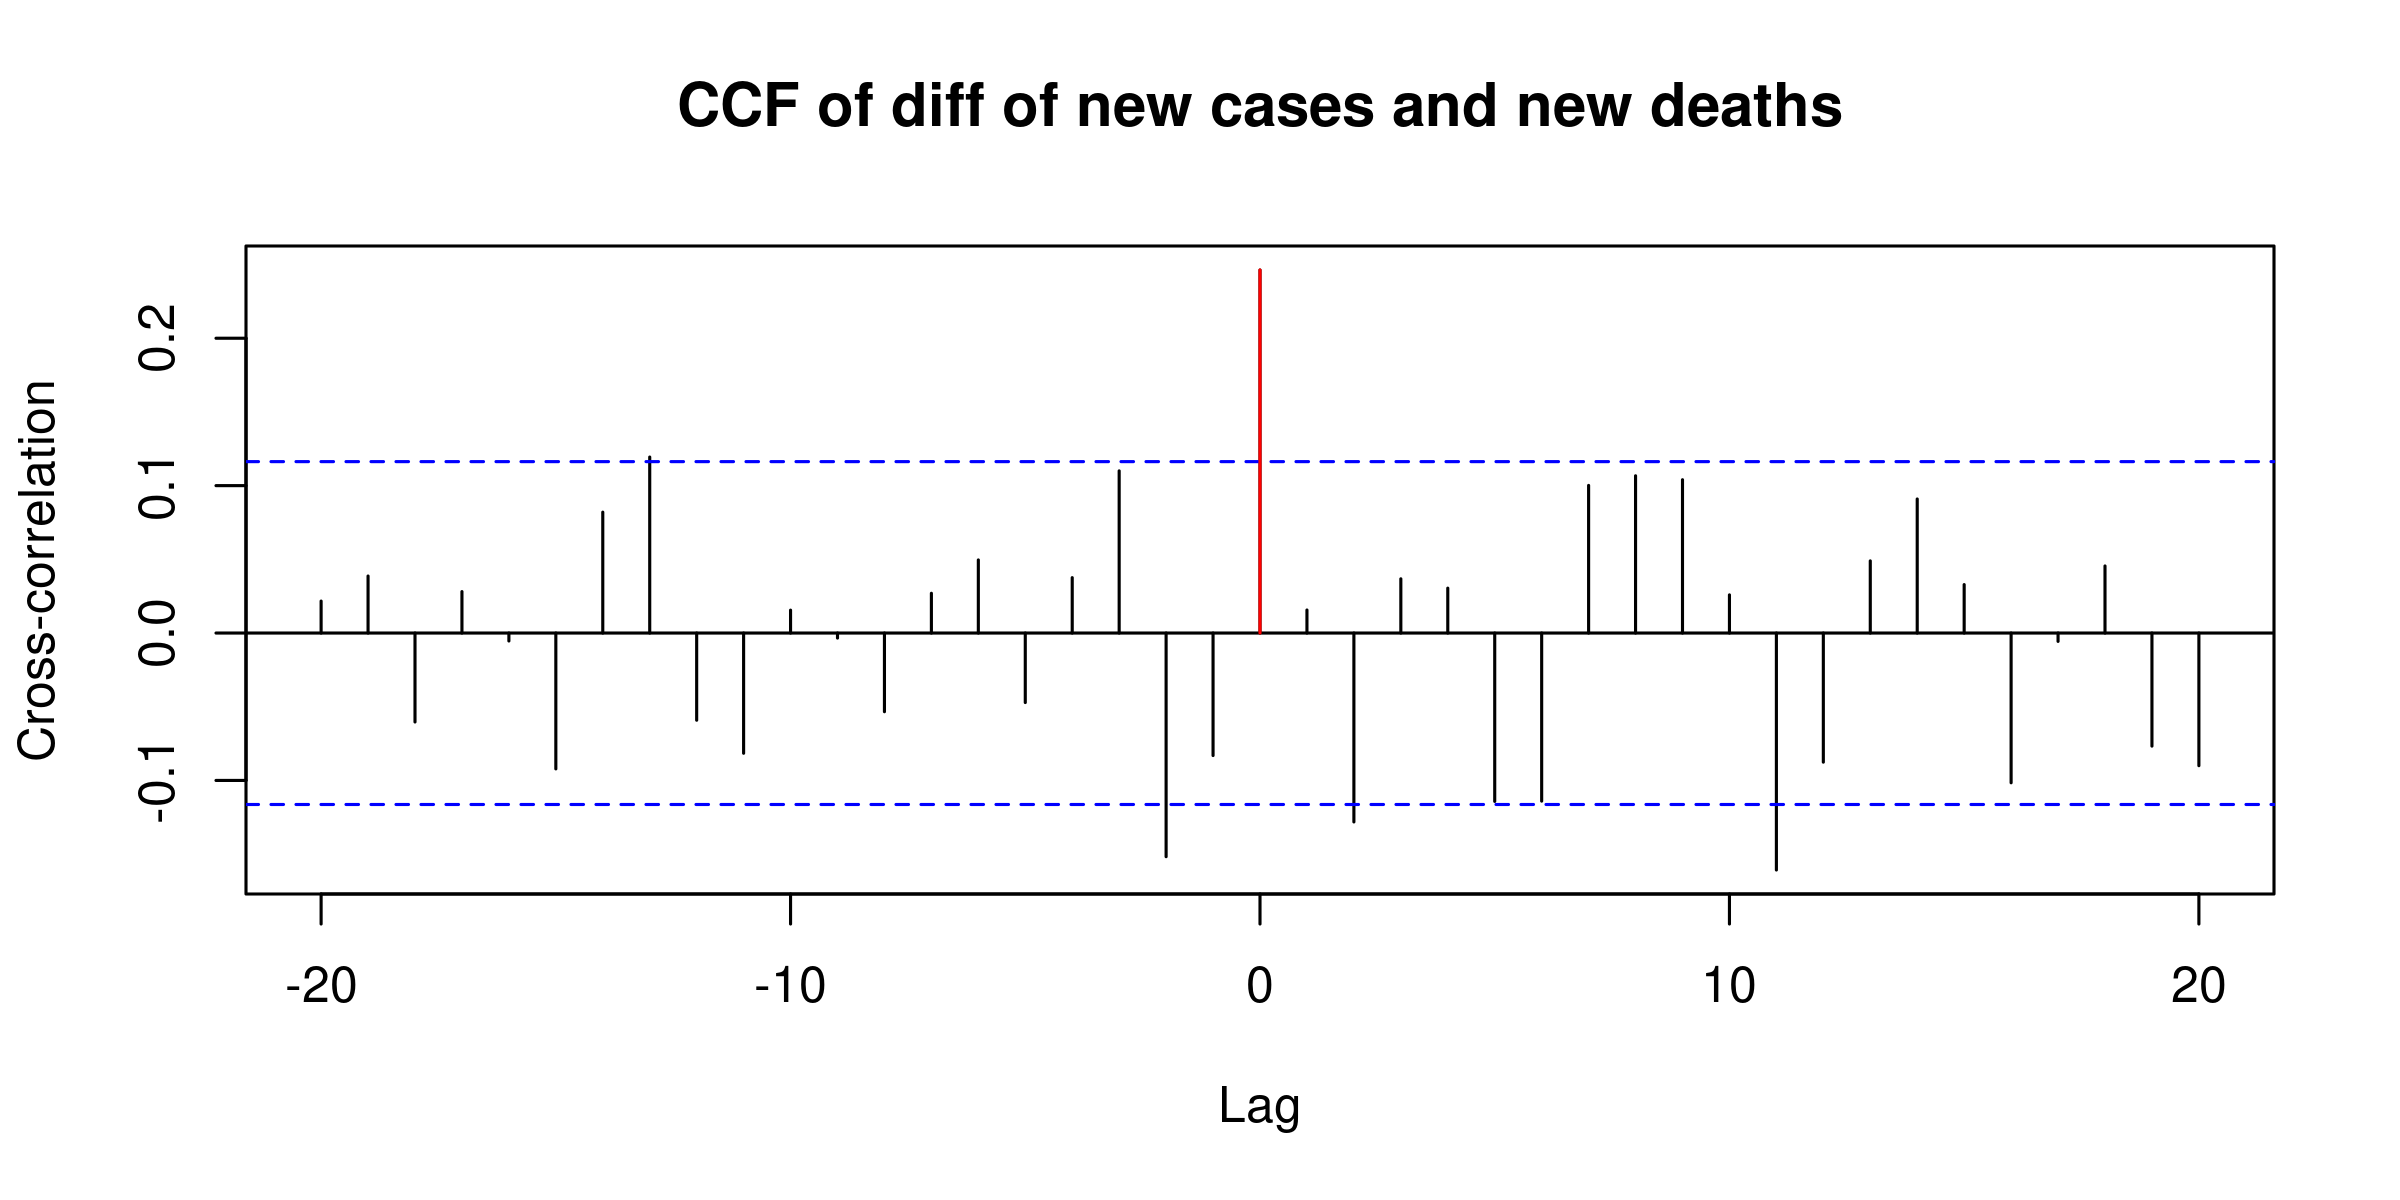 CCF of diff of new cases and new deaths
Cross-correlation
0.2
0.1
0.0
-0.1
-20 -10 0 10 20
Lag